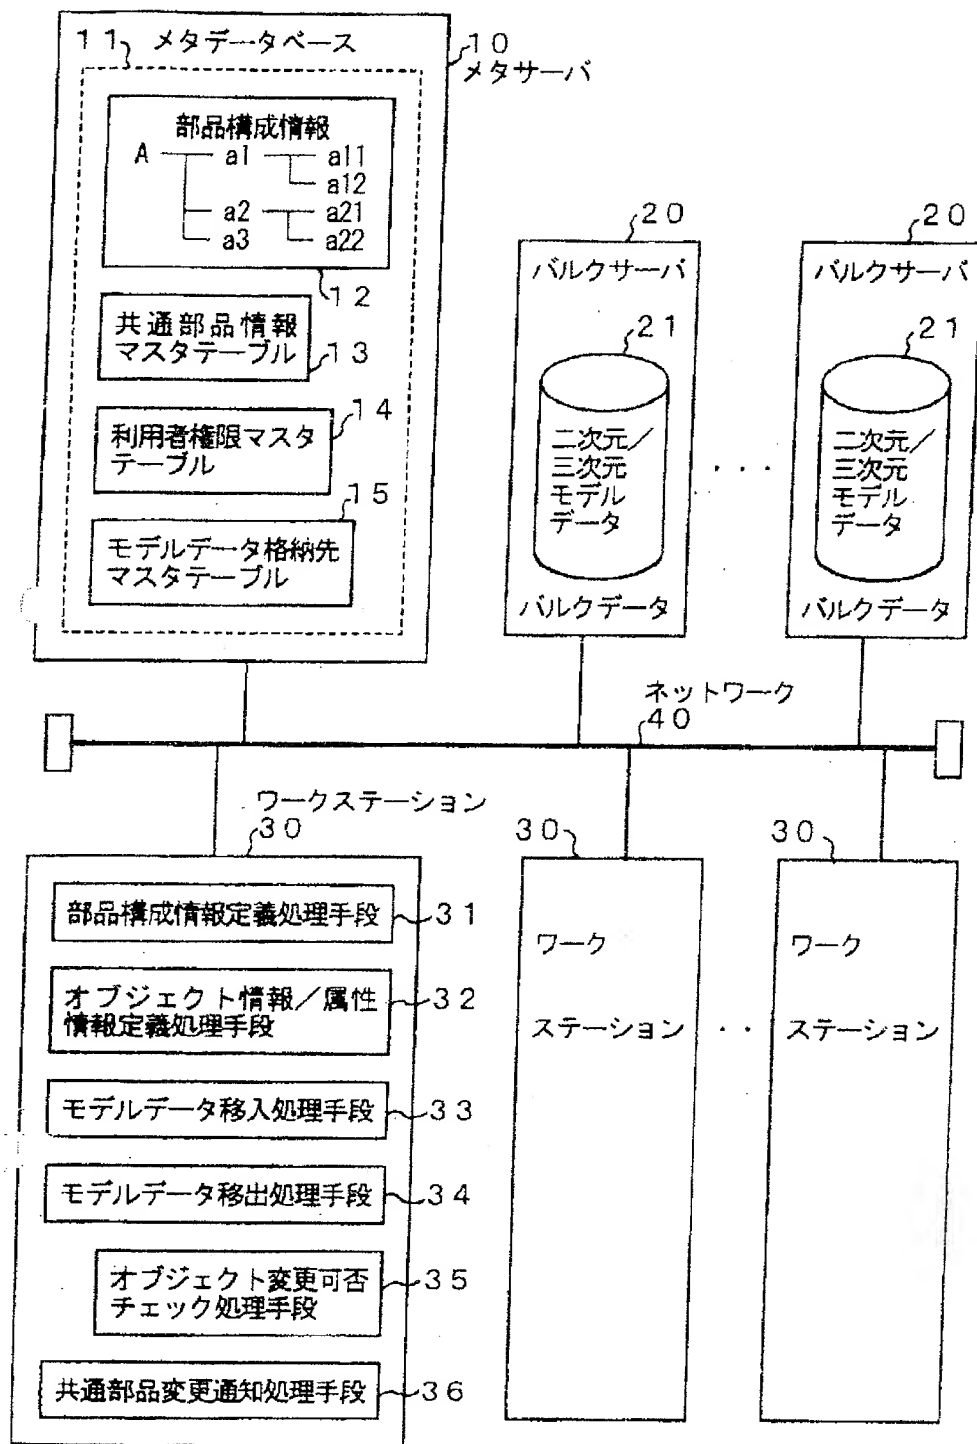 11 メタデータベース
10
メタサーバ
部品構成情報
A a1 a11
a12
a2 a21
a3 a22
12
共通部品情報
マスタテーブル
13
14
利用者権限マスタ
テーブル
15
モデルデータ格納先
マスタテーブル
20
バルクサーバ
21
二次元/
三次元
モデル
データ
バルクデータ
・・・
20
バルクサーバ
21
二次元/
三次元
モデル
データ
バルクデータ
ネットワーク
40
ワークステーション
30
部品構成情報定義処理手段 31
オブジェクト情報/属性
情報定義処理手段
32
モデルデータ移入処理手段 33
モデルデータ移出処理手段 34
オブジェクト変更可否
チェック処理手段
35
共通部品変更通知処理手段 36
30
ワーク
ステーション
・・
30
ワーク
ステーション